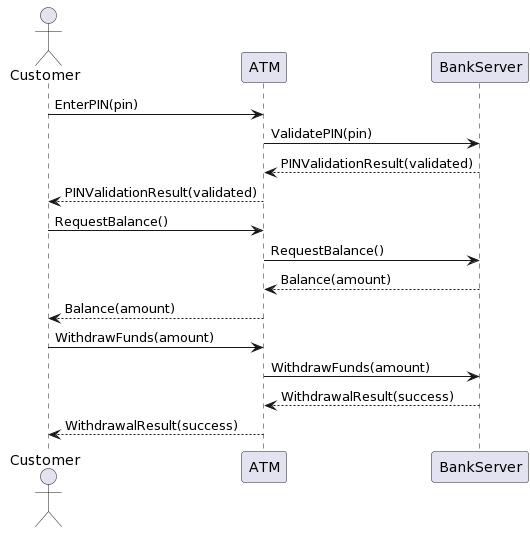 Customer
ATM
BankServer
EnterPIN(pin)
ValidatePIN(pin)
PINValidationResult(validated)
PINValidationResult(validated)
RequestBalance()
RequestBalance()
Balance(amount)
Balance(amount)
WithdrawFunds(amount)
WithdrawFunds(amount)
WithdrawalResult(success)
WithdrawalResult(success)
Customer
ATM
BankServer